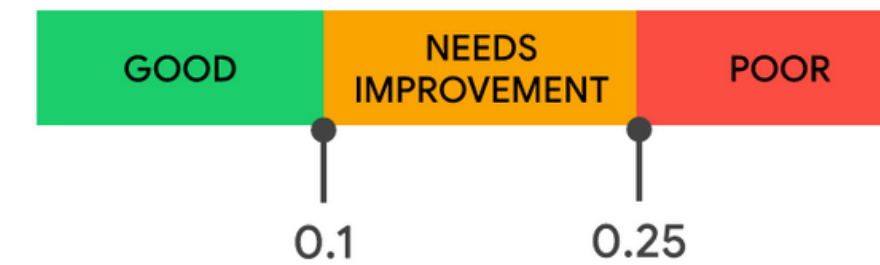 GOOD
NEEDS
IMPROVEMENT
POOR
0.1
0.25